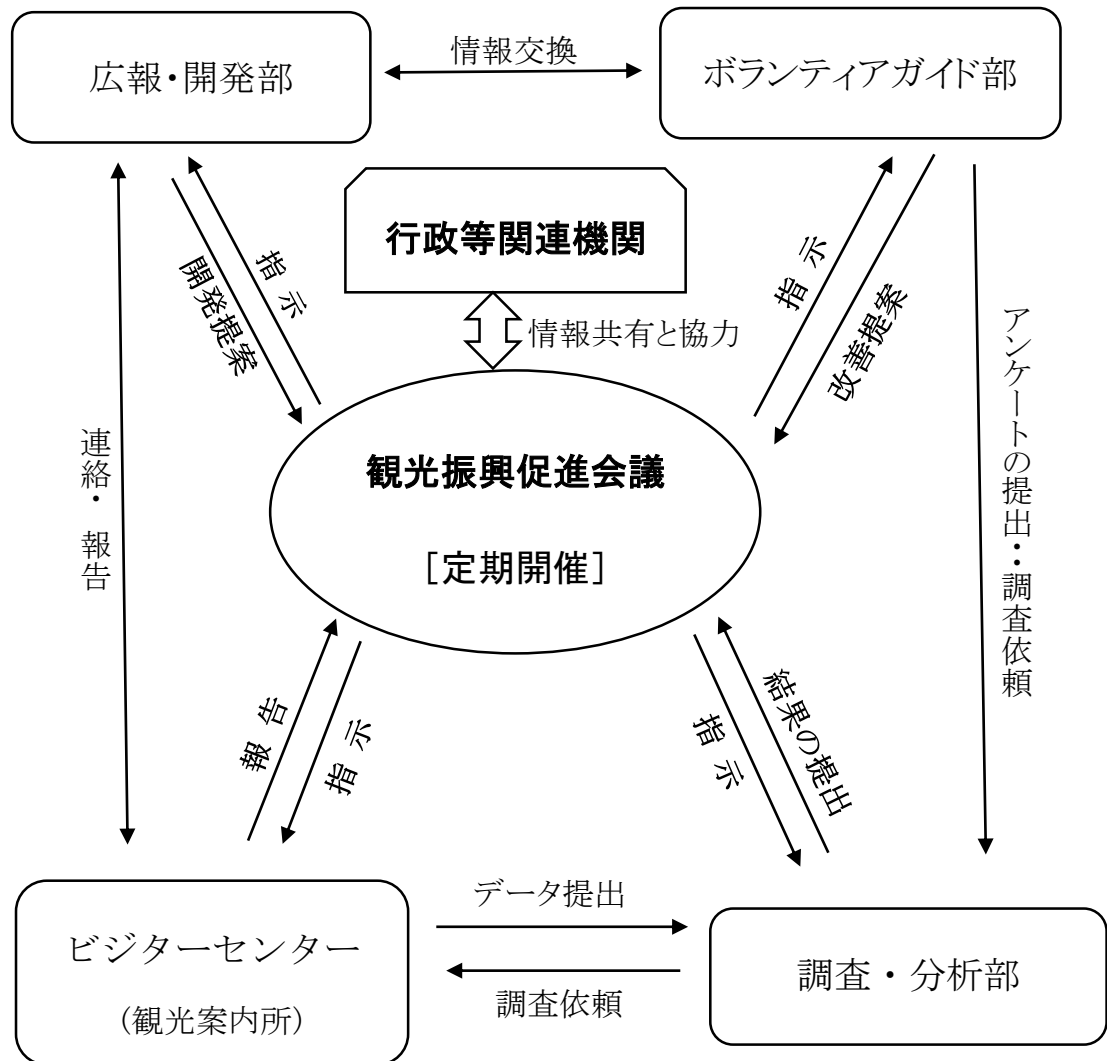 広報・開発部
情報交換
ボランティアガイド部
行政等関連機関
情報共有と協力
指示
開発提案
指示
改善提案
連絡・報告
アンケートの提出・・調査依頼
観光振興促進会議
［定期開催］
報告
指示
指示
結果の提出
ビジターセンター
（観光案内所）
データ提出
調査依頼
調査・分析部